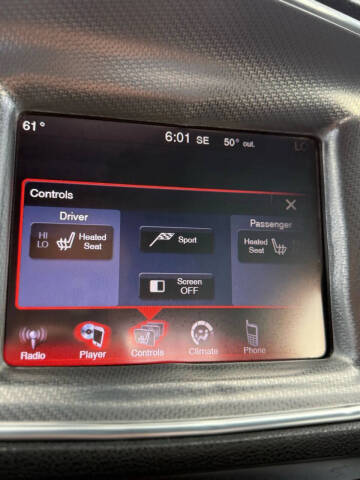 61°
6:01 SE 50° out. LO
Controls
Driver
Passenger
HI
LO
Heated
Seat
Sport
Heated
Seat
Screen
OFF
Radio
Player
Controls
Climate
Phone